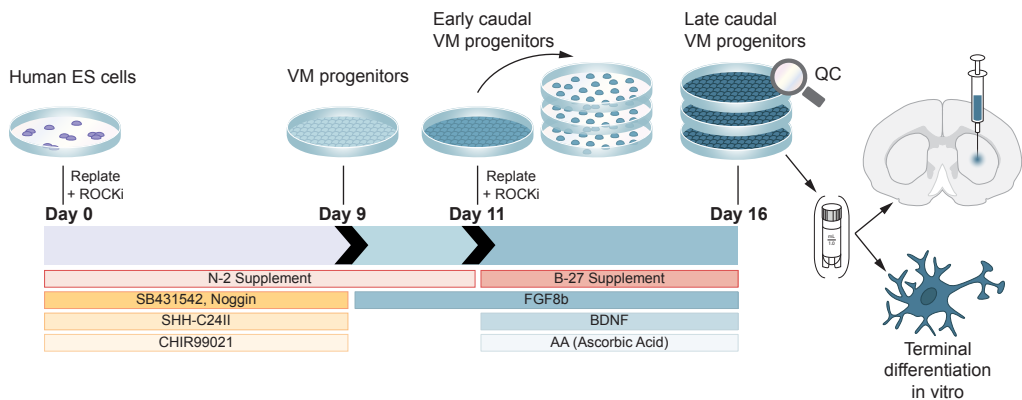 Human ES cells
VM progenitors
Early caudal
VM progenitors
Late caudal
VM progenitors
QC
Replate
+ ROCKi
Replate
+ ROCKi
Day 0
Day 9
Day 11
Day 16
N-2 Supplement
B-27 Supplement
SB431542, Noggin
FGF8b
SHH-C24II
BDNF
CHIR99021
AA (Ascorbic Acid)
1.0
Terminal
differentiation
in vitro